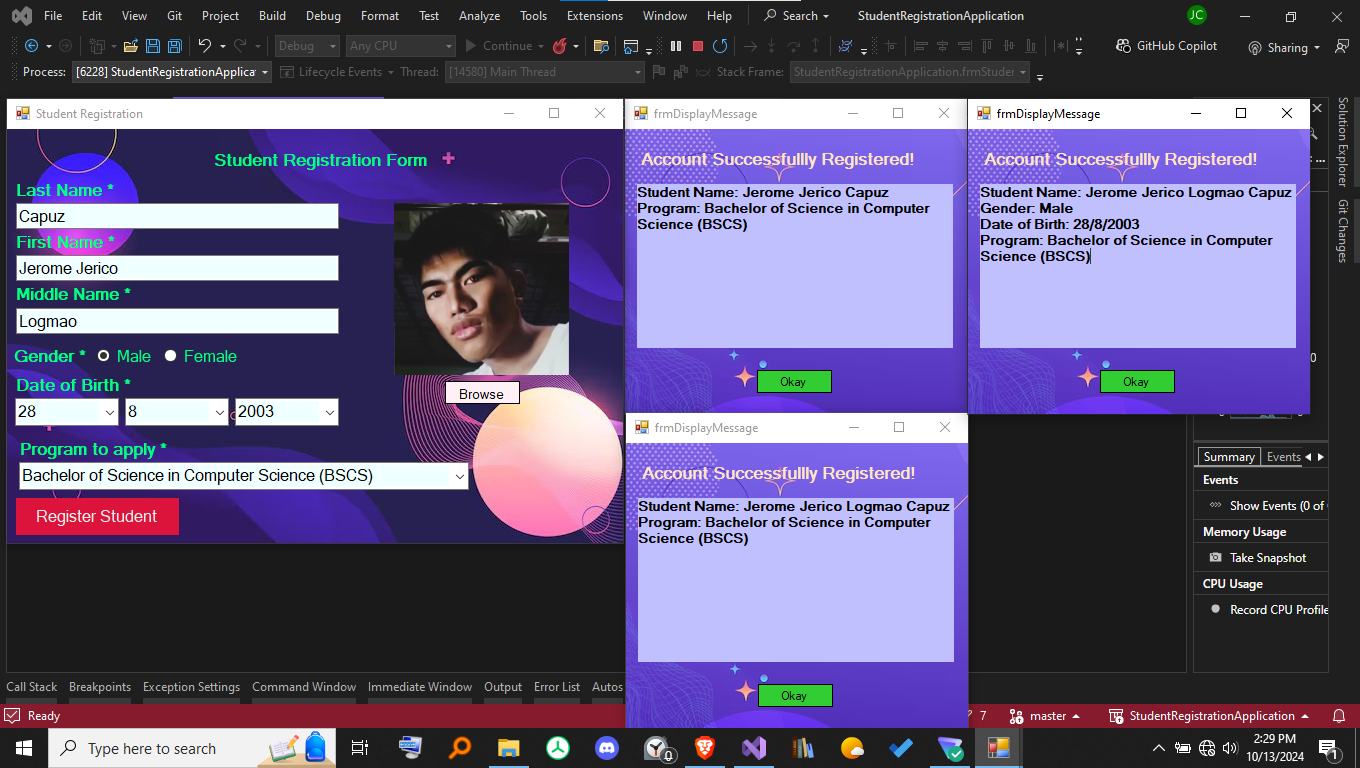 File Edit View Git Project Build Debug Format Test Analyze Tools Extensions Window Help Search StudentRegistrationApplication JC
Debug Any CPU Continue GitHub Copilot Sharing
Process: [6228] StudentRegistrationApplicat Lifecycle Events Thread: [14580] Main Thread Stack Frame: StudentRegistrationApplication.frmStuder
Student Registration
Student Registration Form
Last Name *
Capuz
First Name *
Jerome Jerico
Middle Name *
Logmao
Gender * Male Female
Date of Birth *
28 8 2003
Browse
Program to apply *
Bachelor of Science in Computer Science (BSCS)
Register Student
frmDisplayMessage
Account Successfullly Registered!
Student Name: Jerome Jerico Capuz
Program: Bachelor of Science in Computer
Science (BSCS)
Okay
frmDisplayMessage
Account Successfullly Registered!
Student Name: Jerome Jerico Logmao Capuz
Gender: Male
Date of Birth: 28/8/2003
Program: Bachelor of Science in Computer
Science (BSCS)
Okay
frmDisplayMessage
Account Successfullly Registered!
Student Name: Jerome Jerico Logmao Capuz
Program: Bachelor of Science in Computer
Science (BSCS)
Okay
Solution Explorer
Git Changes
Summary Events
Events
Show Events (0 of
Memory Usage
Take Snapshot
CPU Usage
Record CPU Profile
Call Stack Breakpoints Exception Settings Command Window Immediate Window Output Error List Autos
Ready 7 master StudentRegistrationApplication
Type here to search
0
2:29 PM
10/13/2024
1